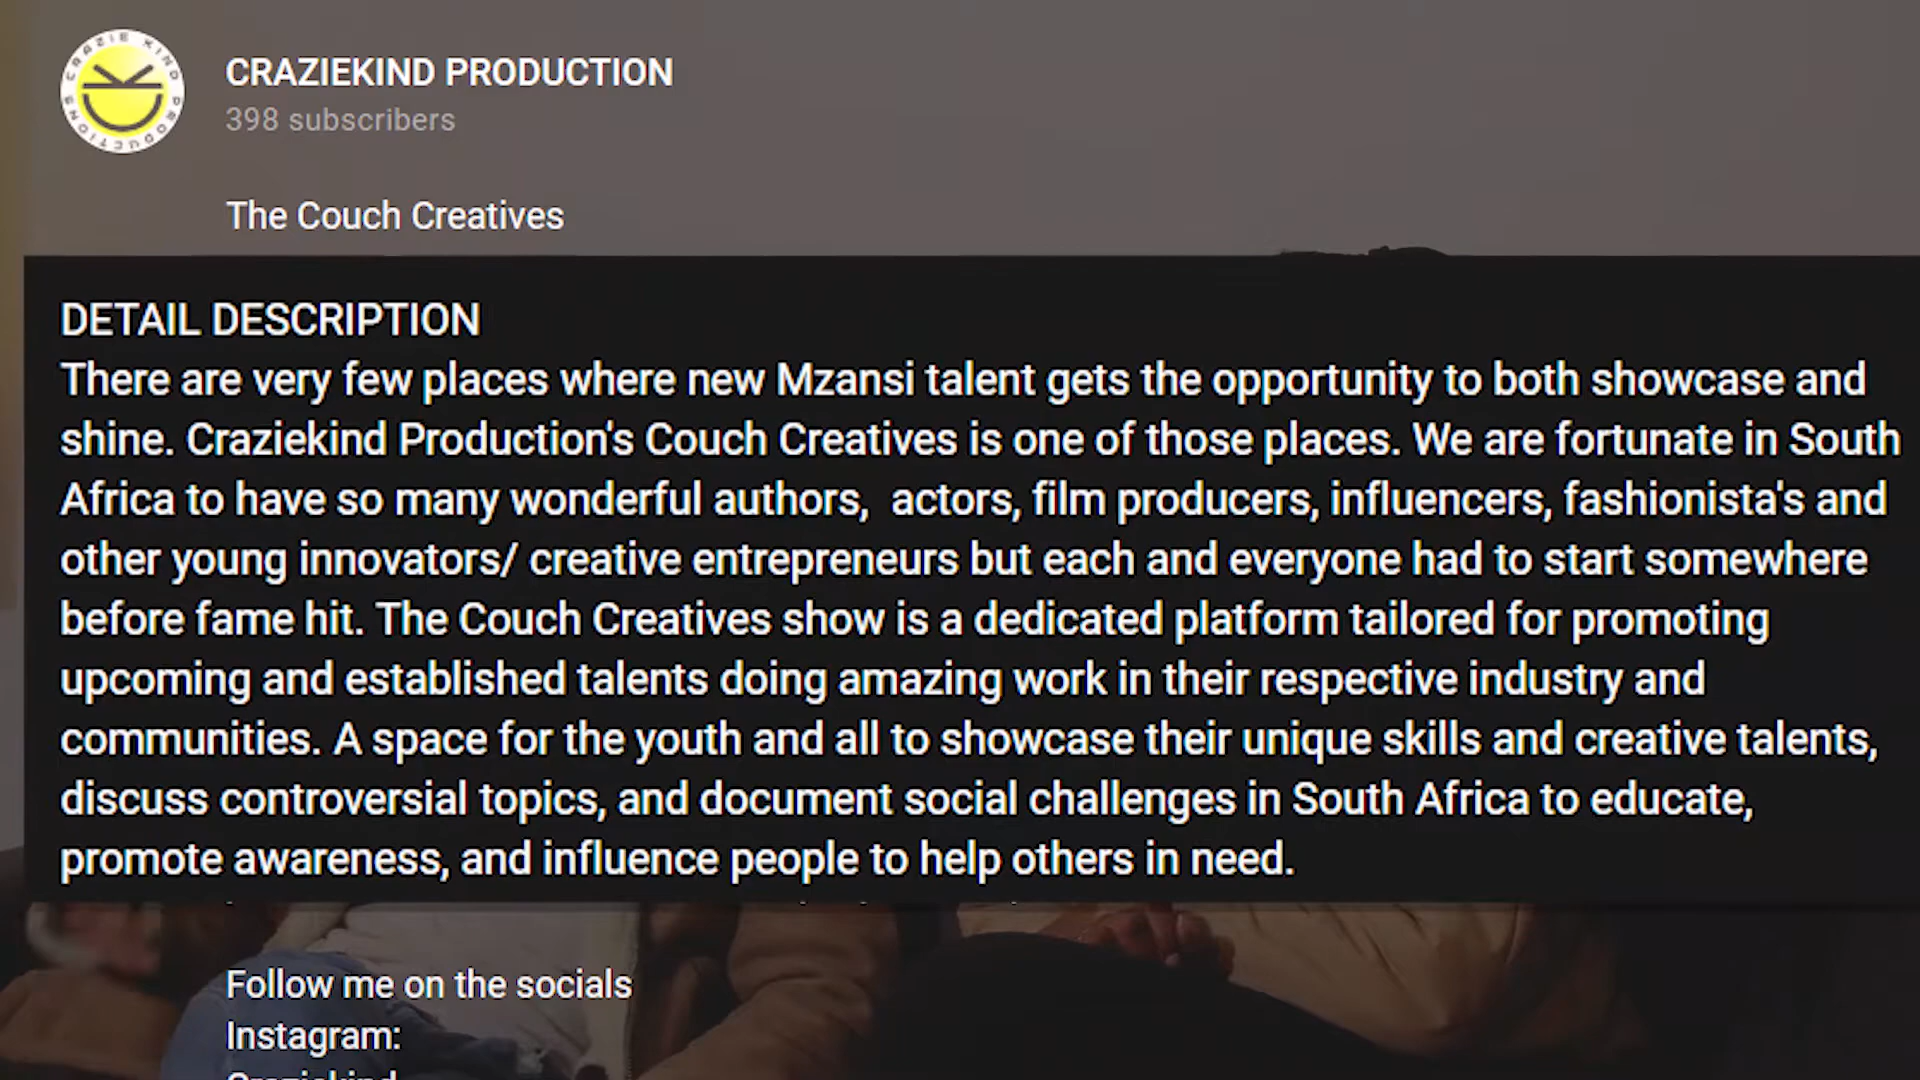 CRAZIE KIND PRODUCTIONS
CRAZIEKIND PRODUCTION
398 subscribers
The Couch Creatives
DETAIL DESCRIPTION
There are very few places where new Mzansi talent gets the opportunity to both showcase and
shine. Craziekind Production's Couch Creatives is one of those places. We are fortunate in South
Africa to have so many wonderful authors,  actors, film producers, influencers, fashionista's and
other young innovators/ creative entrepreneurs but each and everyone had to start somewhere
before fame hit. The Couch Creatives show is a dedicated platform tailored for promoting
upcoming and established talents doing amazing work in their respective industry and
communities. A space for the youth and all to showcase their unique skills and creative talents,
discuss controversial topics, and document social challenges in South Africa to educate,
promote awareness, and influence people to help others in need.
Follow me on the socials
Instagram:
Craziekind